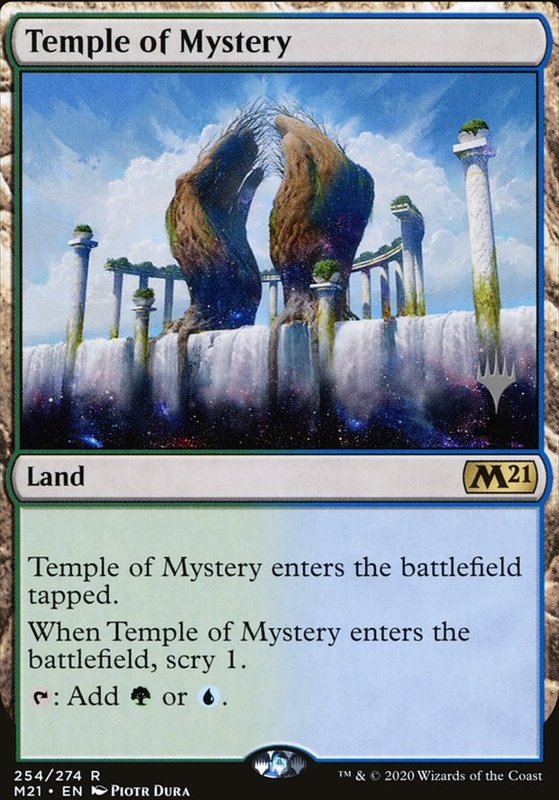 Temple of Mystery
Land
M21
Temple of Mystery enters the battlefield
tapped.
When Temple of Mystery enters the
battlefield, scry 1.
: Add or .
254/274 R
M21 • EN Piotr Dura
™ & © 2020 Wizards of the Coast